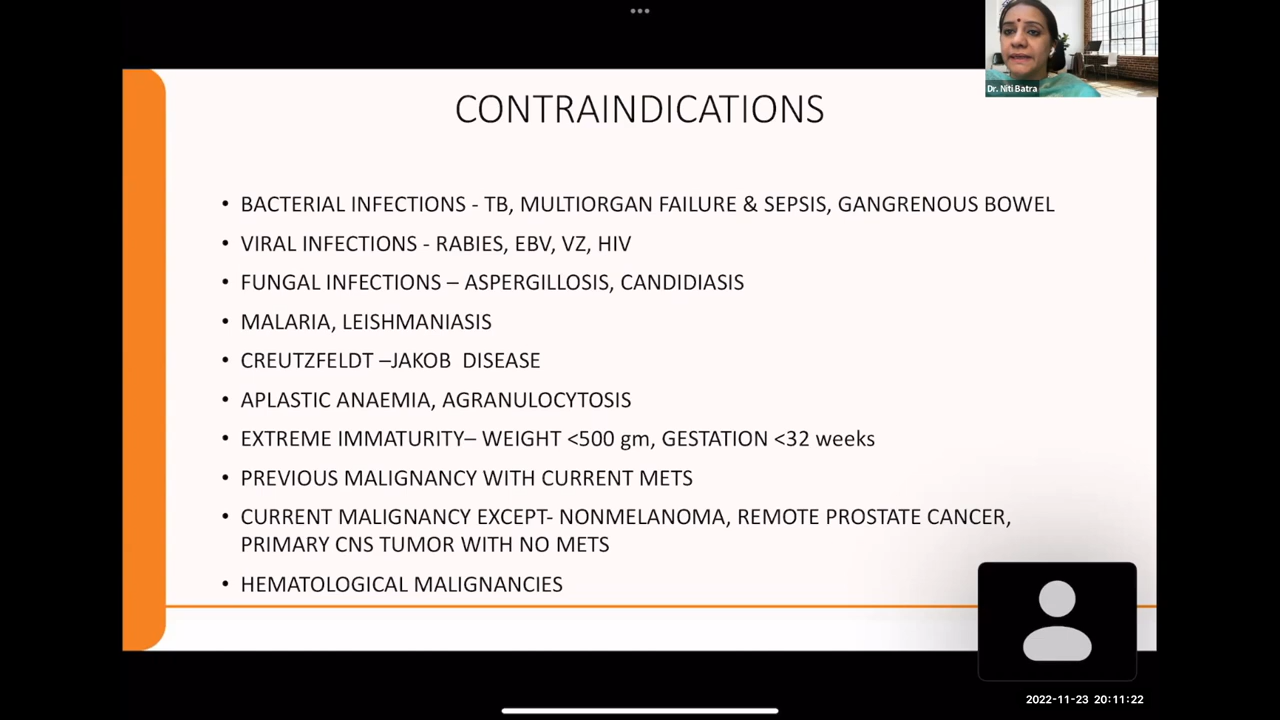 Dr. Niti Batra
CONTRAINDICATIONS
• BACTERIAL INFECTIONS - TB, MULTIORGAN FAILURE & SEPSIS, GANGRENOUS BOWEL
• VIRAL INFECTIONS - RABIES, EBV, VZ, HIV
• FUNGAL INFECTIONS – ASPERGILLOSIS, CANDIDIASIS
• MALARIA, LEISHMANIASIS
• CREUTZFELDT –JAKOB DISEASE
• APLASTIC ANAEMIA, AGRANULOCYTOSIS
• EXTREME IMMATURITY– WEIGHT <500 gm, GESTATION <32 weeks
• PREVIOUS MALIGNANCY WITH CURRENT METS
• CURRENT MALIGNANCY EXCEPT- NONMELANOMA, REMOTE PROSTATE CANCER,
PRIMARY CNS TUMOR WITH NO METS
• HEMATOLOGICAL MALIGNANCIES
2022-11-23 20:11:22